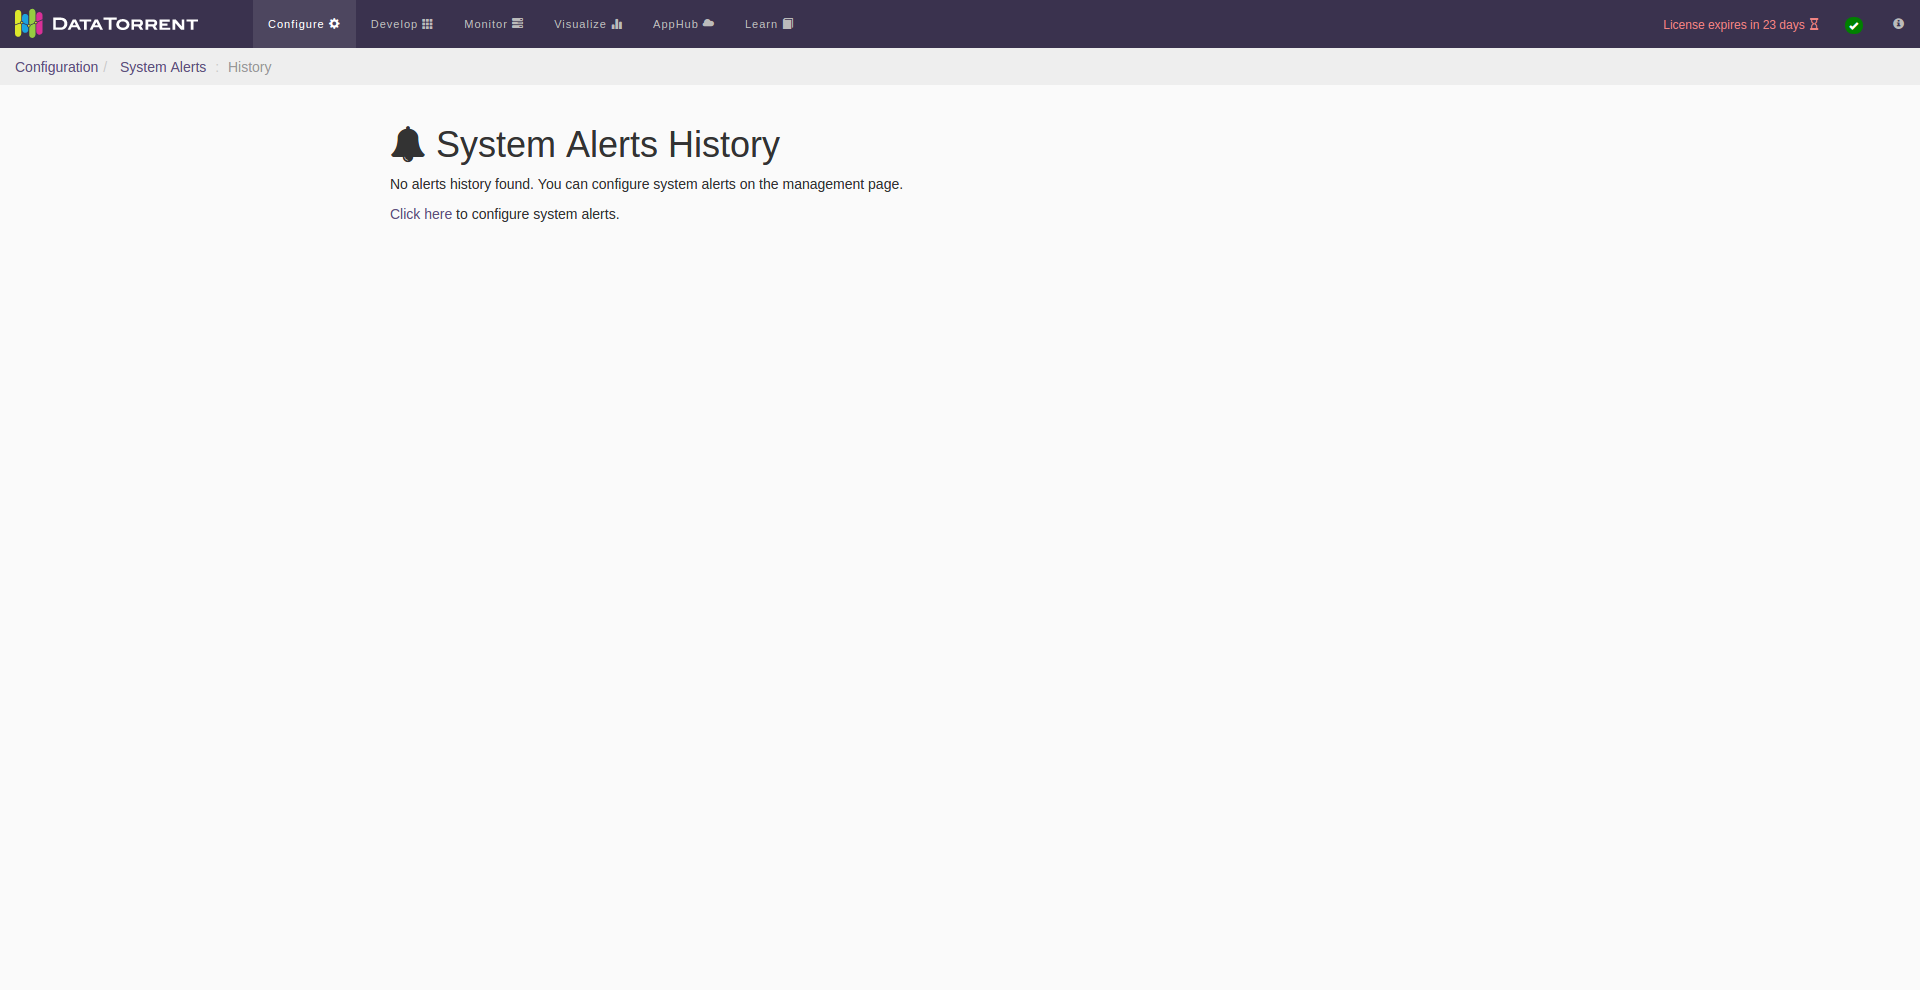 DATATORRENT Configure Develop Monitor Visualize AppHub Learn License expires in 23 days
Configuration / System Alerts : History
System Alerts History
No alerts history found. You can configure system alerts on the management page.
Click here to configure system alerts.